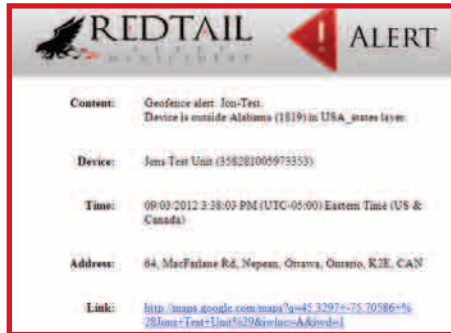 REDTAIL
ALERT
Content: Geofence alert: Jon-Test.
Device is outside Alabama (1819) in USA_states layer.
Device: Jons Test Unit (358281005973353)
Time: 09/03/2012 3:38:03 PM (UTC-05:00) Eastern Time (US &
Canada)
Address: 64, MacFarlane Rd, Nepean, Ottawa, Ontario, K2E, CAN
Link: http://maps.google.com/maps?q=45.3297+-75.70586+%
28Jons+Test+Unit%29&iwloc=A&iwd=1